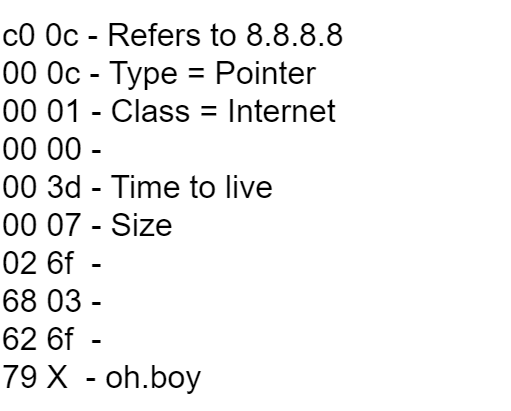 c0 0c - Refers to 8.8.8.8
00 0c - Type = Pointer
00 01 - Class = Internet
00 00 -
00 3d - Time to live
00 07 - Size
02 6f  -
68 03 -
62 6f  -
79 X  - oh.boy